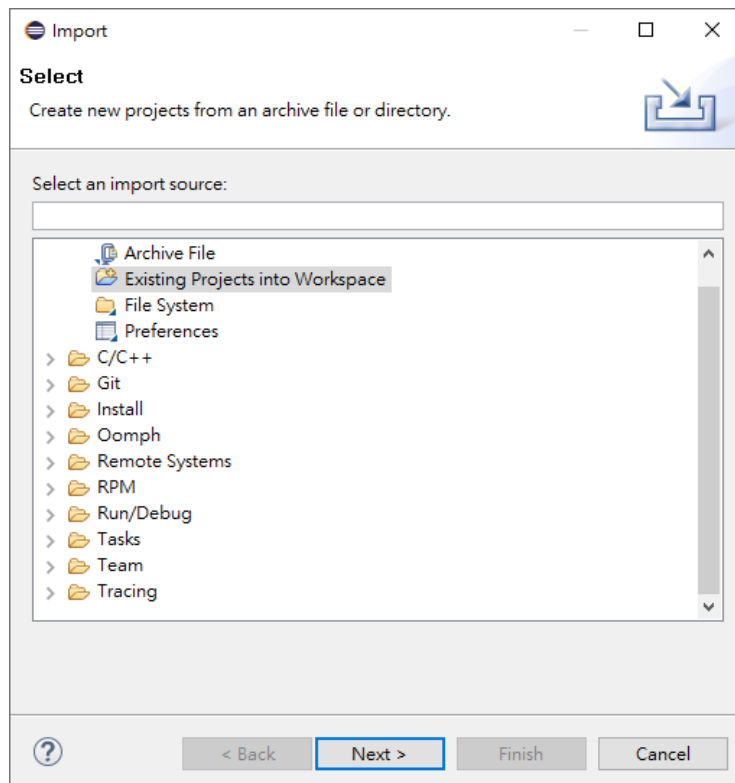 Import
Select
Create new projects from an archive file or directory.
Select an import source:
Archive File
Existing Projects into Workspace
File System
Preferences
C/C++
Git
Install
Oomph
Remote Systems
RPM
Run/Debug
Tasks
Team
Tracing
? < Back Next > Finish Cancel